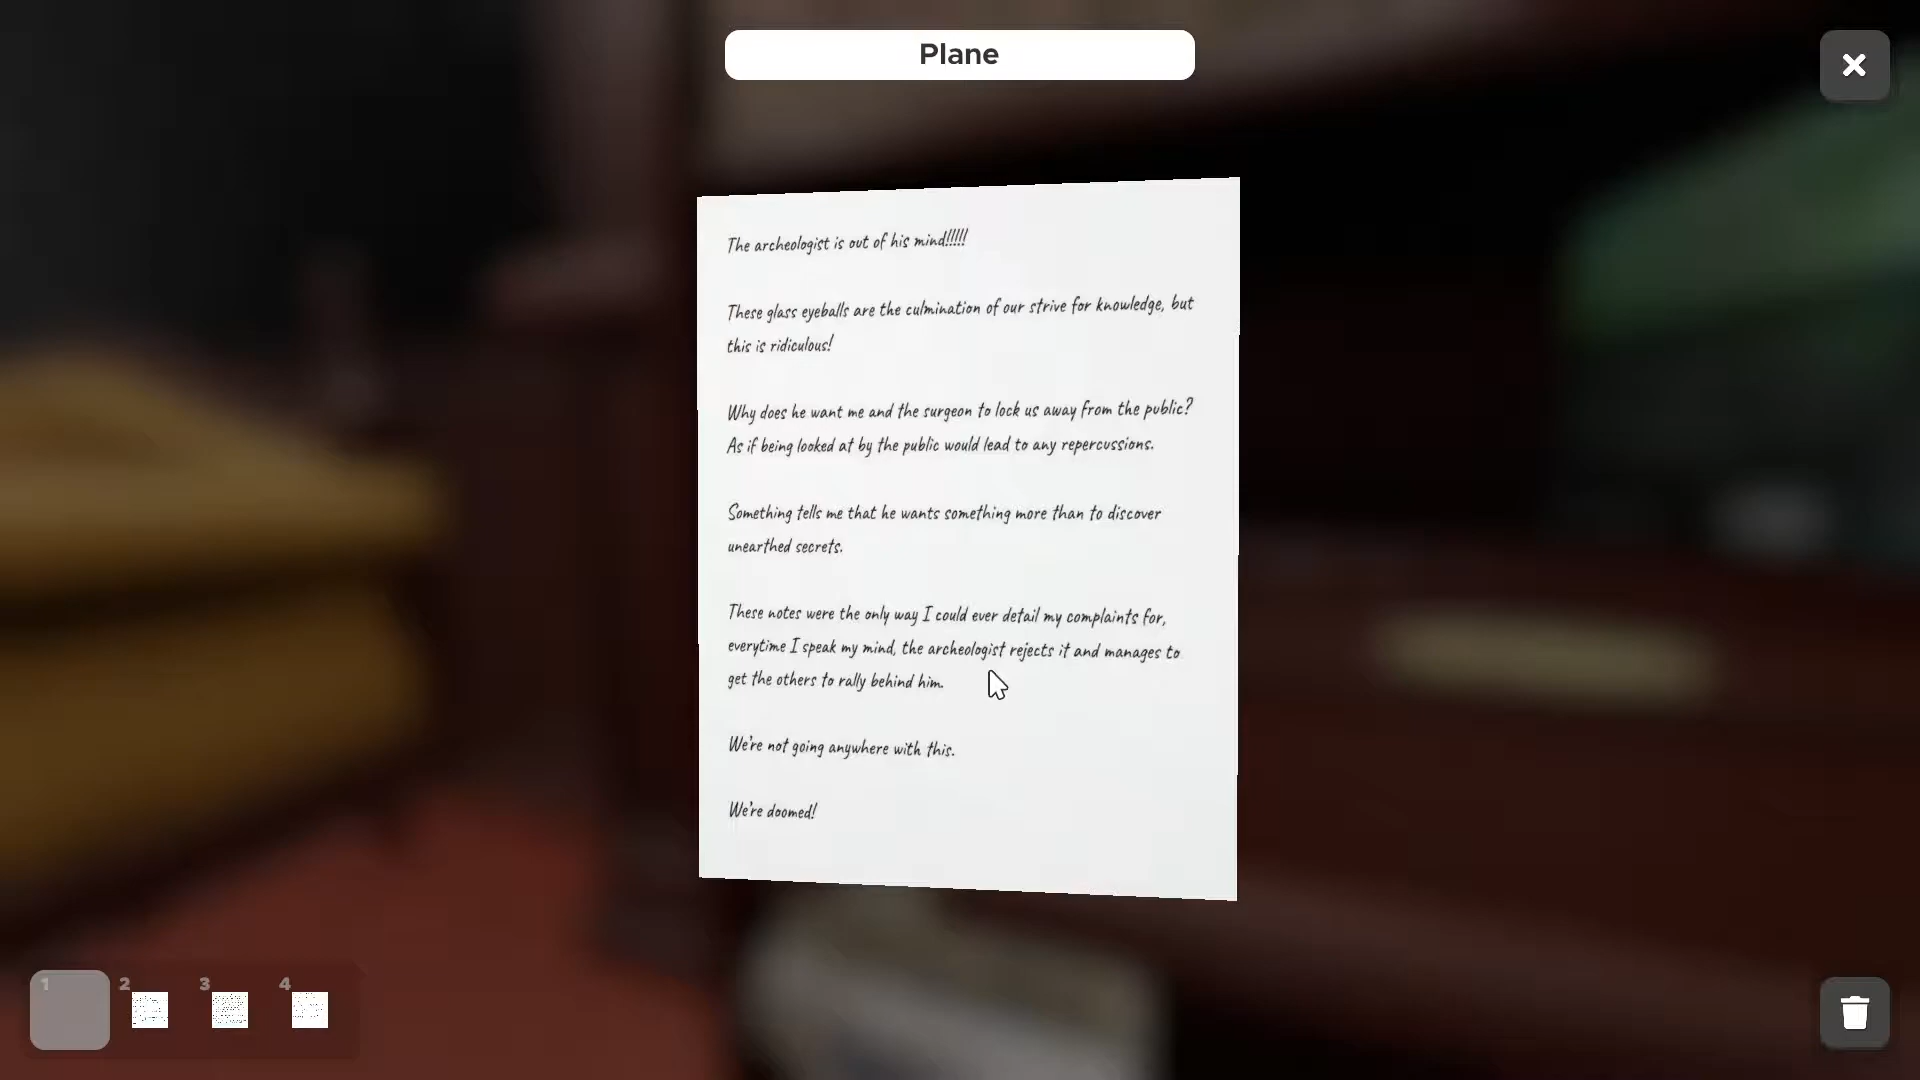 Plane
The archeologist is out of his mind!!!!!
These glass eyeballs are the culmination of our strive for knowledge, but
this is ridiculous!
Why does he want me and the surgeon to lock us away from the public?
As if being looked at by the public would lead to any repercussions.
Something tells me that he wants something more than to discover
unearthed secrets.
These notes were the only way I could ever detail my complaints for,
everytime I speak my mind, the archeologist rejects it and manages to
get the others to rally behind him.
We're not going anywhere with this.
We're doomed!
1 2 3 4